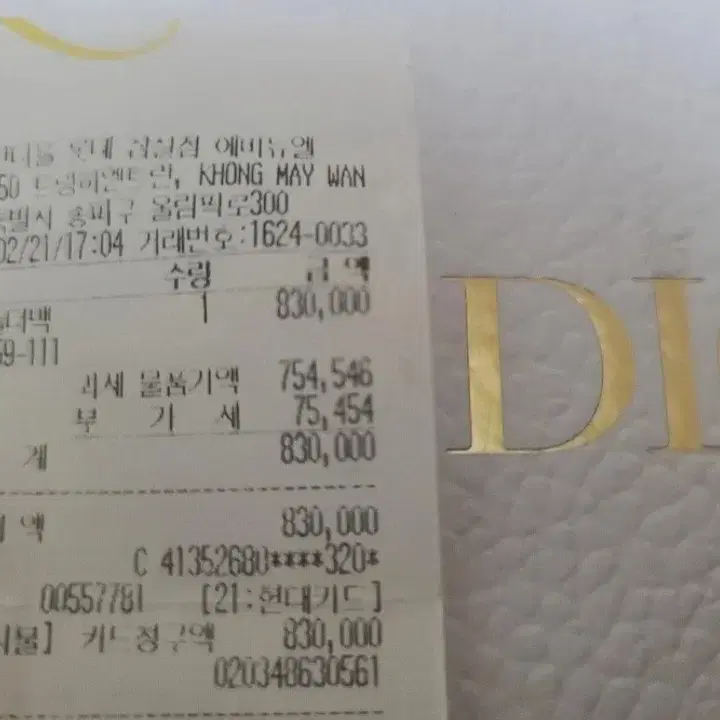 롯데 잠실점 에비뉴엘
KHONG MAY WAN
송파구 올림픽로300
02/21/17:04 거래번호:1624-0033
수량 금 액
1 830,000
59-111
과세 물품가액 754,546
부 가 세 75,454
계 830,000
액 830,000
C 41352680****320*
00557781 [21:현대카드]
카드청구액 830,000
020348630561
DI